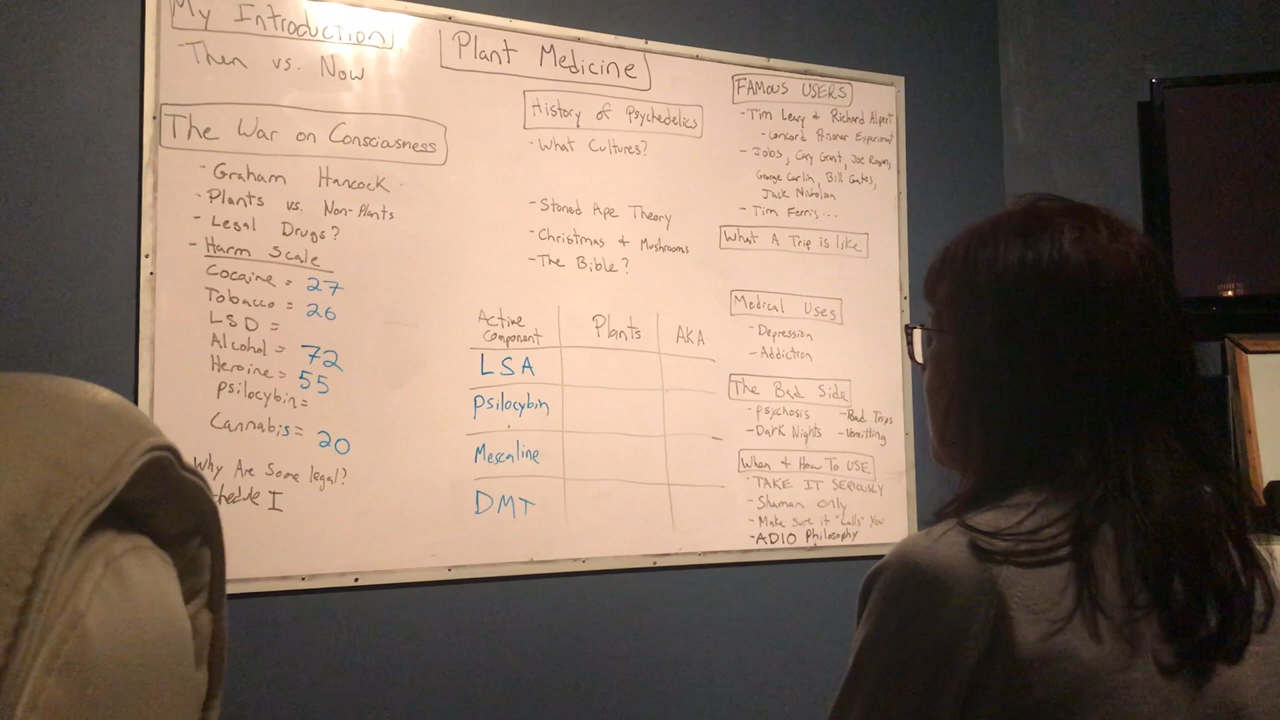 My Introduction
Then vs. Now
The War on Consciousness
- Graham Hancock
- Plants vs. Non-Plants
- Legal Drugs?
- Harm Scale
Cocaine = 27
Tobacco = 26
LSD =
Alcohol = 72
Heroine = 55
psilocybin =
Cannabis = 20
Why Are Some legal?
chedule I
Plant Medicine
History of Psychedelics
- What Cultures?
- Stoned Ape Theory
- Christmas & Mushrooms
- The Bible?
Active Component Plants AKA
LSA
Psilocybin
Mescaline
DMT
FAMOUS USERS
- Tim Leary & Richard Alpert
- Concord Prisoner Experiment
- Jobs, Cary Grant, Joe Rogan,
George Carlin, Bill Gates,
Jack Nicholson
- Tim Ferris...
What A Trip is like
Medical Uses
- Depression
- Addiction
The Bad Side
- psychosis - Bad Trips
- Dark Nights - Vomitting
When & How To USE
- TAKE IT SERIOUSLY
- Shaman only
- Make sure it "calls" You
- ADIO Philosophy